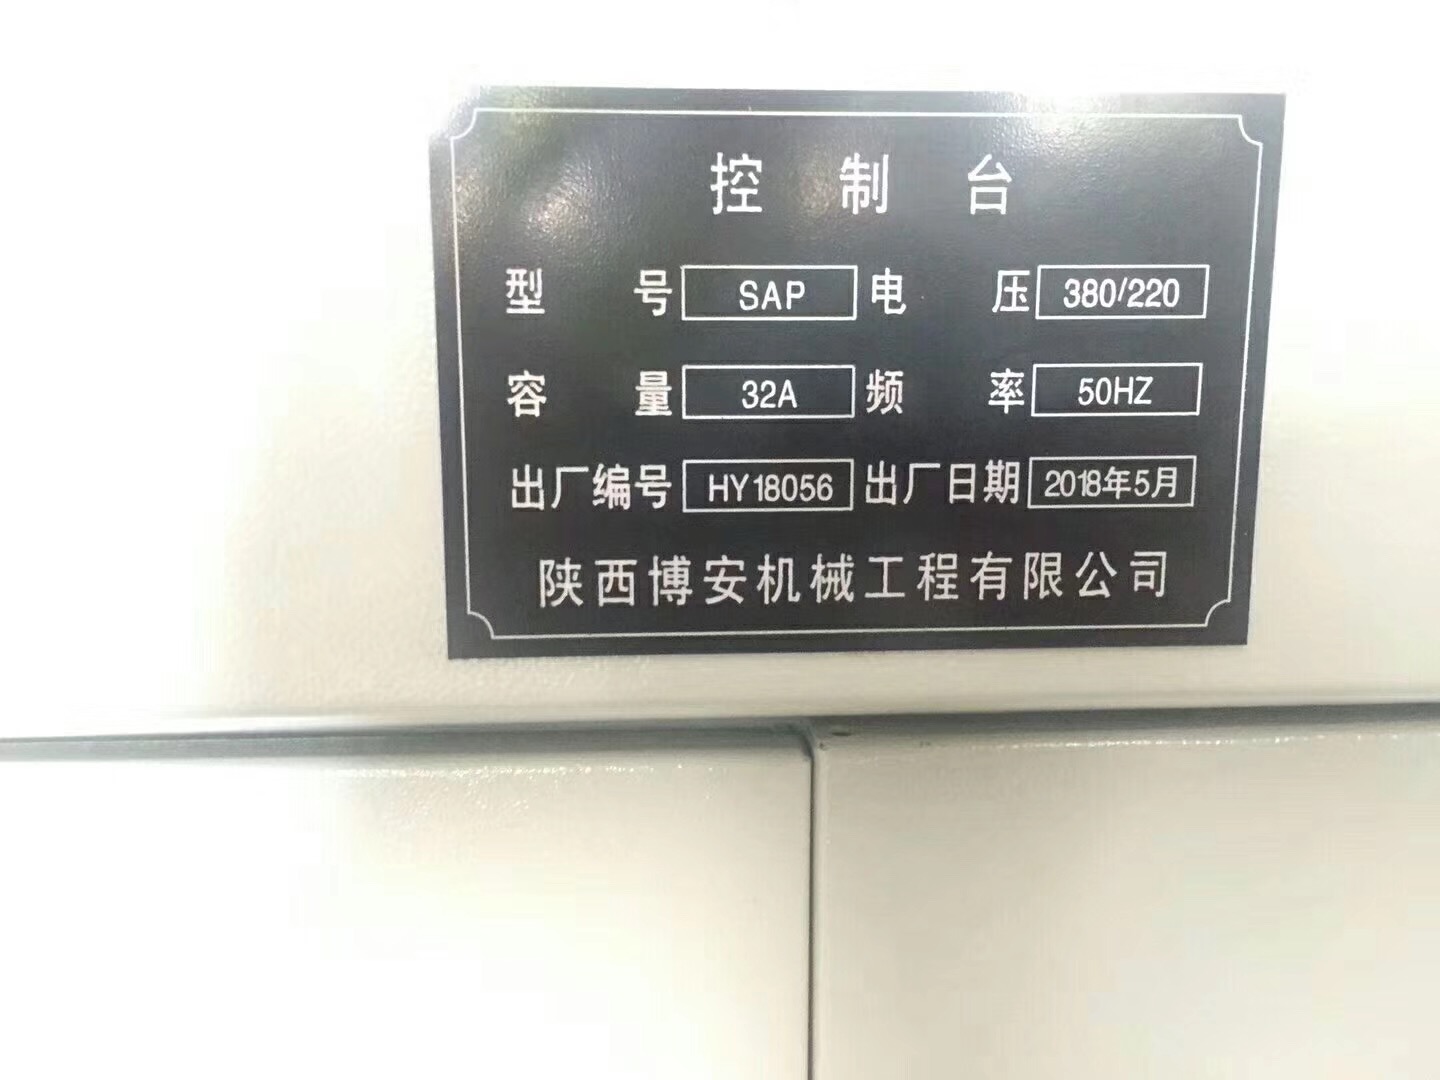 控制台
型号 SAP 电压 380/220
容量 32A 频率 50HZ
出厂编号 HY18056 出厂日期 2018年5月
陕西博安机械工程有限公司